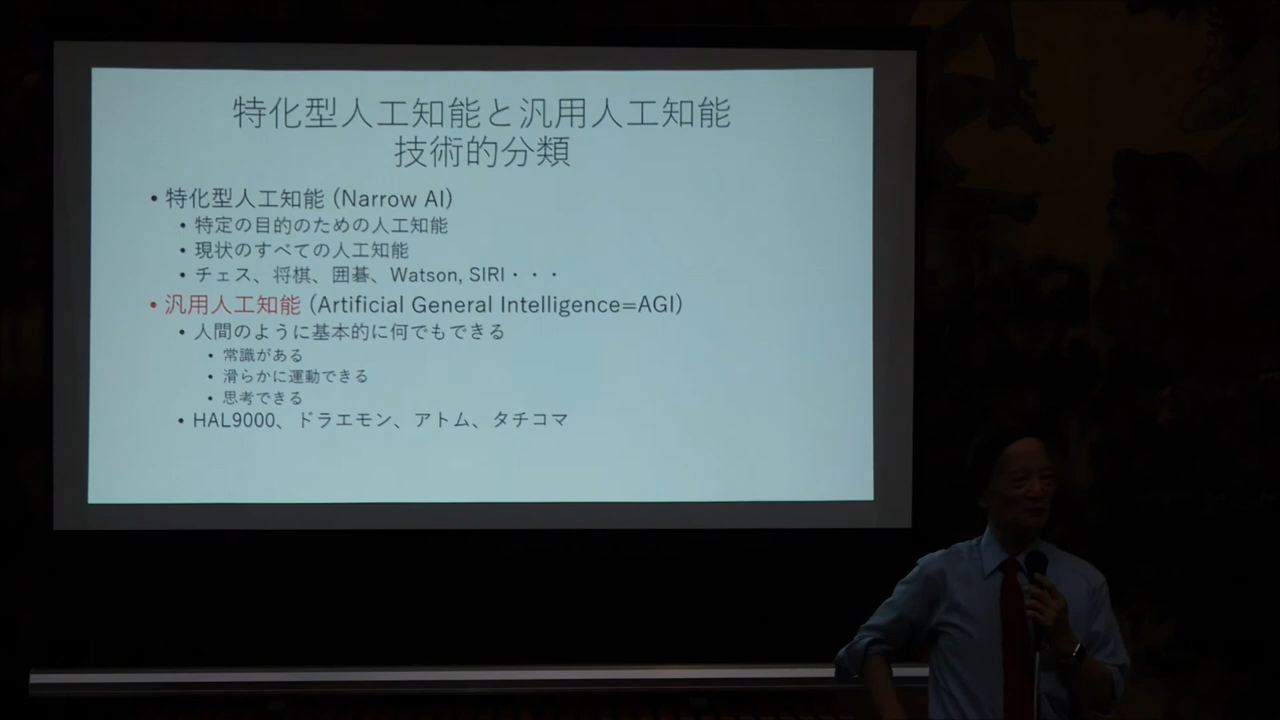 特化型人工知能と汎用人工知能
技術的分類
• 特化型人工知能 (Narrow AI)
• 特定の目的のための人工知能
• 現状のすべての人工知能
• チェス、将棋、囲碁、Watson, SIRI・・・
• 汎用人工知能 (Artificial General Intelligence=AGI)
• 人間のように基本的に何でもできる
• 常識がある
• 滑らかに運動できる
• 思考できる
• HAL9000、ドラエモン、アトム、タチコマ